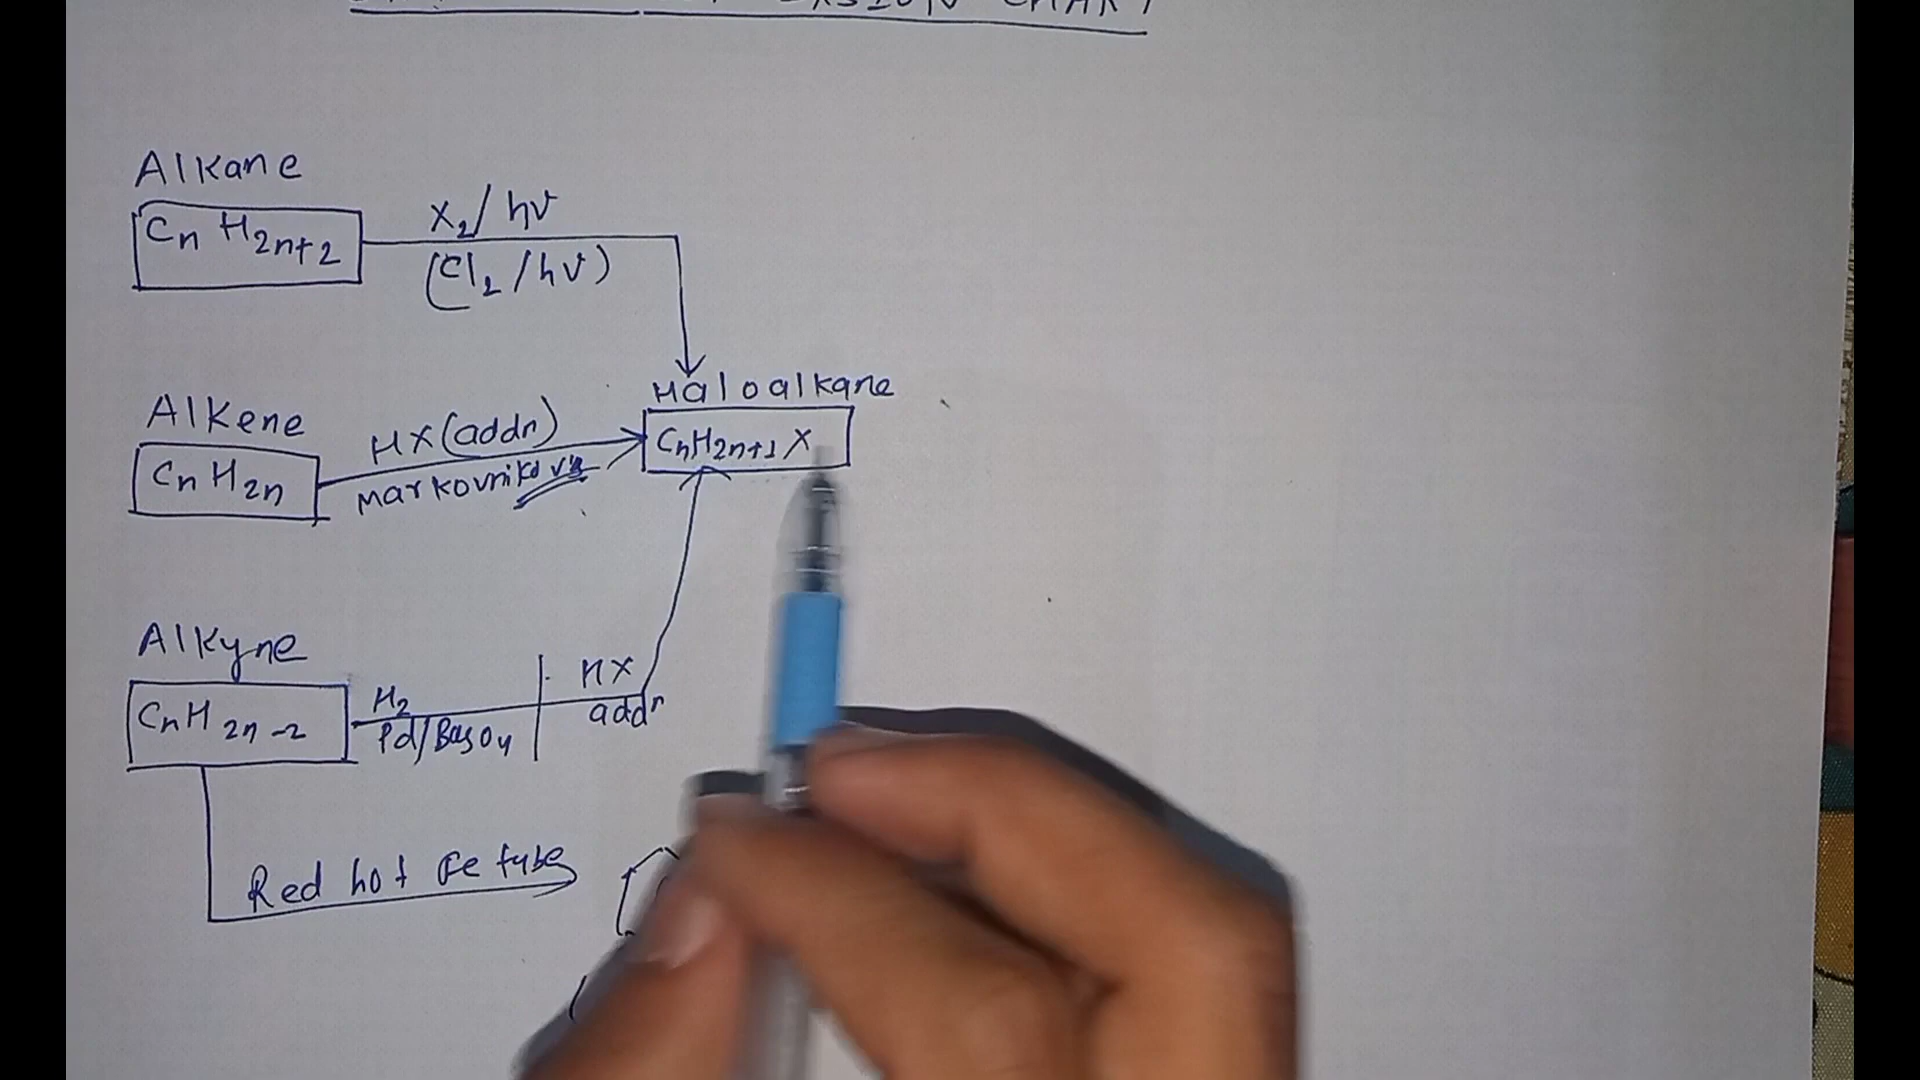 CHART
Alkane
CnH2n+2
X2/hν
(Cl2/hν)
Haloalkane
CnH2n+1X
Alkene
CnH2n
HX(addn)
Markovnikov's
Alkyne
CnH2n-2
H2
Pd/BaSO4
HX
addn
Red hot Fe tube